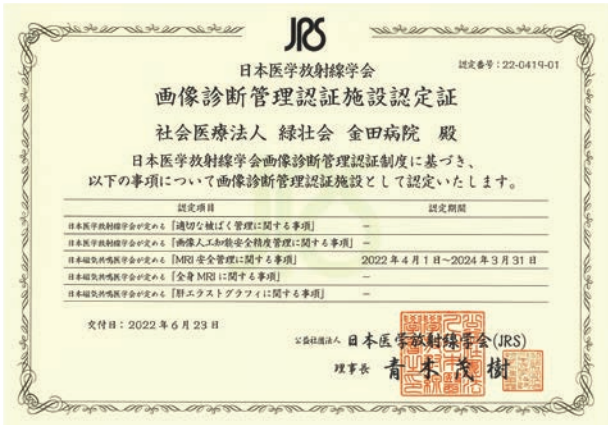 JRS
日本医学放射線学会
認定番号：22-0419-01
画像診断管理認証施設認定証
社会医療法人 緑壮会 金田病院 殿
日本医学放射線学会画像診断管理認証制度に基づき、
以下の事項について画像診断管理認証施設として認定いたします。
認定項目 認定期間
日本医学放射線学会が定める「適切な被ばく管理に関する事項」 －
日本医学放射線学会が定める「画像人工知能安全精度管理に関する事項」 －
日本磁気共鳴医学会が定める「MRI安全管理に関する事項」 2022年4月1日~2024年3月31日
日本磁気共鳴医学会が定める「全身MRIに関する事項」 －
日本磁気共鳴医学会が定める「肝エラストグラフィに関する事項」 －
交付日：2022年6月23日
公益社団法人 日本医学放射線学会(JRS)
理事長 青木茂樹